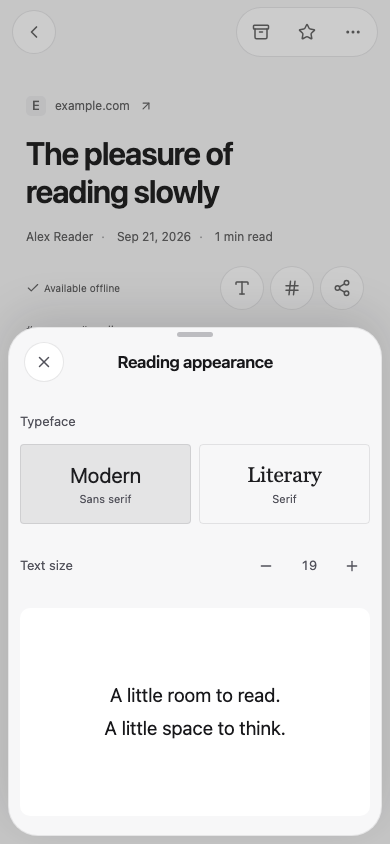 E example.com
The pleasure of
reading slowly
Alex Reader · Sep 21, 2026 · 1 min read
Available offline
Reading appearance
Typeface
Modern
Sans serif
Literary
Serif
Text size
19
A little room to read.
A little space to think.